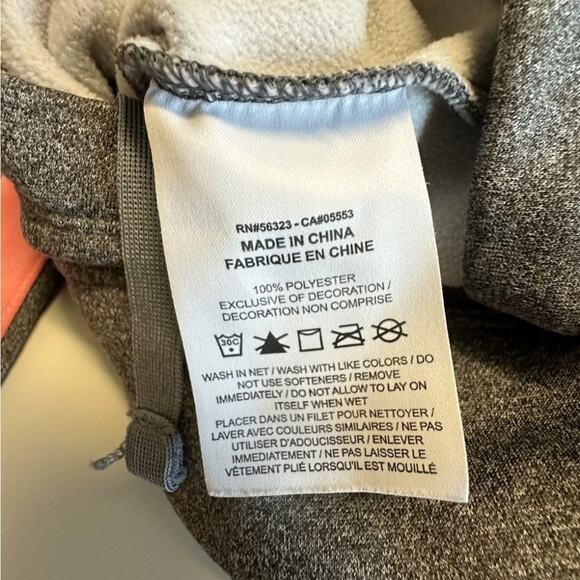 RN#56323 - CA#05553
MADE IN CHINA
FABRIQUE EN CHINE
100% POLYESTER
EXCLUSIVE OF DECORATION /
DECORATION NON COMPRISE
30C
WASH IN NET / WASH WITH LIKE COLORS / DO
NOT USE SOFTENERS / REMOVE
IMMEDIATELY / DO NOT ALLOW TO LAY ON
ITSELF WHEN WET
PLACER DANS UN FILET POUR NETTOYER /
LAVER AVEC COULEURS SIMILAIRES / NE PAS
UTILISER D'ADOUCISSEUR / ENLEVER
IMMÉDIATEMENT / NE PAS LAISSER LE
VÊTEMENT PLIÉ LORSQU'IL EST MOUILLÉ